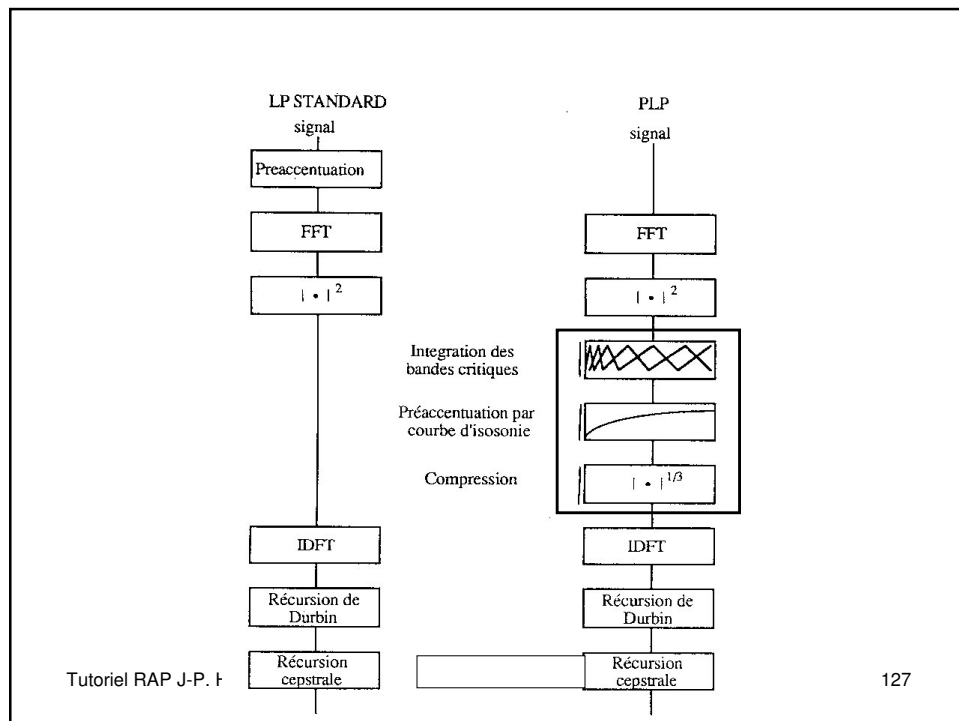 LP STANDARD
signal
Preaccentuation
FFT
| • | 2
IDFT
Récursion de
Durbin
Récursion
cepstrale
PLP
signal
FFT
| • | 2
Integration des
bandes critiques
Préaccentuation par
courbe d'isosonie
Compression
| • | 1/3
IDFT
Récursion de
Durbin
Récursion
cepstrale
Tutoriel RAP J-P.
127